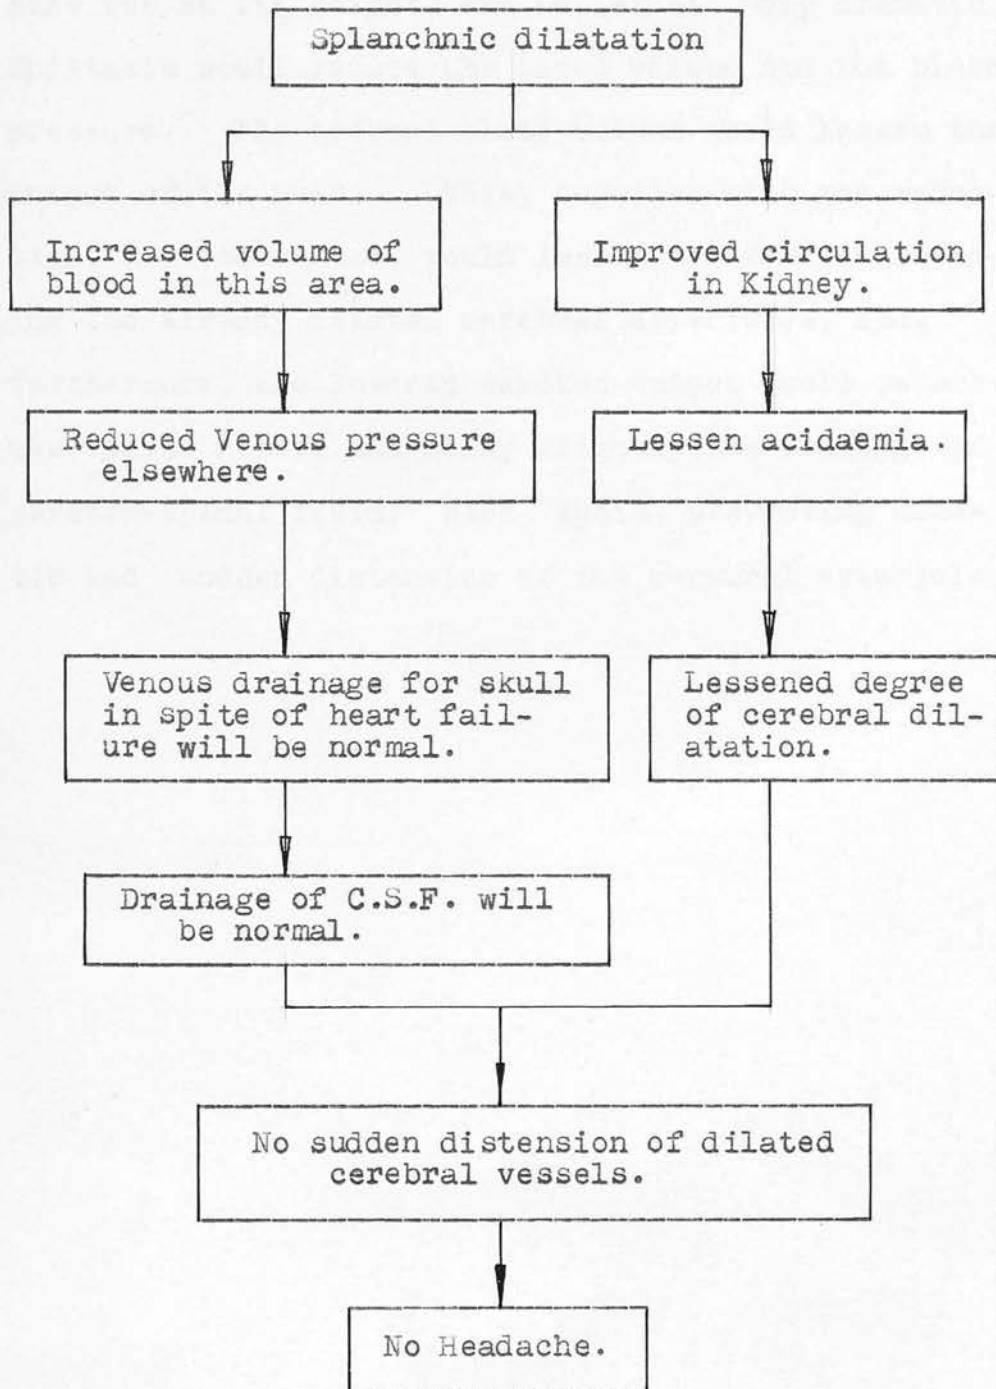 Splanchnic dilatation
Increased volume of
blood in this area.
Improved circulation
in Kidney.
Reduced Venous pressure
elsewhere.
Lessen acidaemia.
Venous drainage for skull
in spite of heart fail-
ure will be normal.
Lessened degree
of cerebral dil-
atation.
Drainage of C.S.F. will
be normal.
No sudden distension of dilated
cerebral vessels.
No Headache.